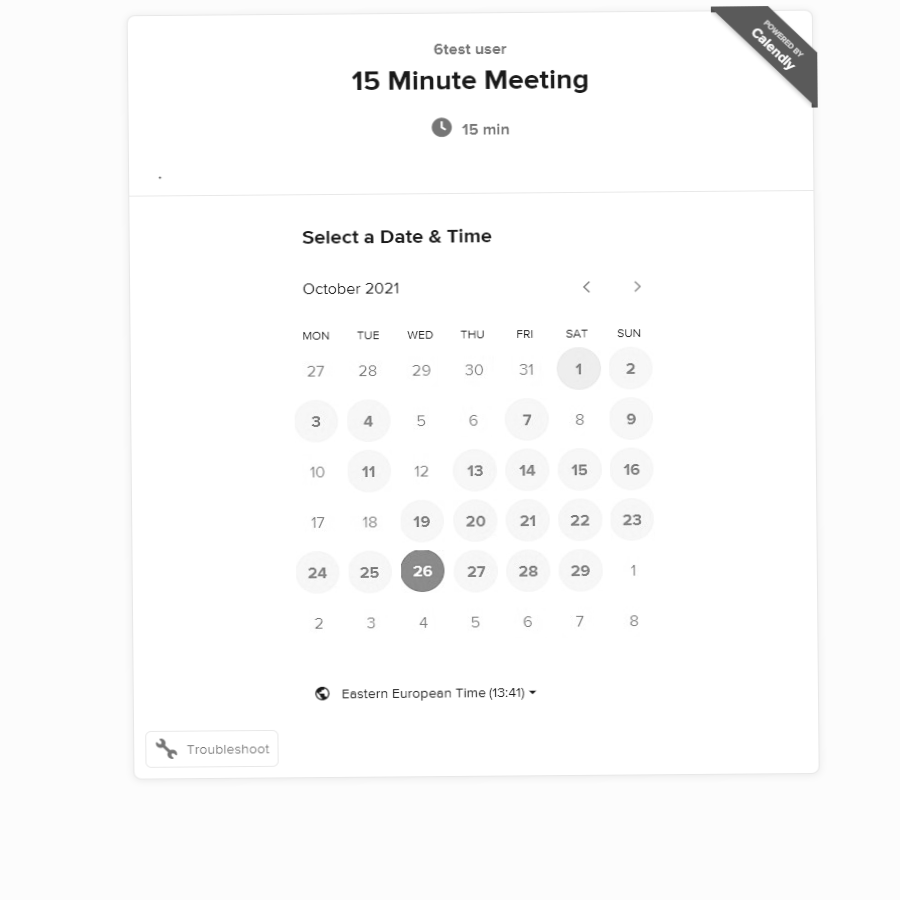 6test user
15 Minute Meeting
15 min
.
POWERED BY
Calendly
Select a Date & Time
October 2021
MON TUE WED THU FRI SAT SUN
27 28 29 30 31 1 2
3 4 5 6 7 8 9
10 11 12 13 14 15 16
17 18 19 20 21 22 23
24 25 26 27 28 29 1
2 3 4 5 6 7 8
Eastern European Time (13:41)
Troubleshoot